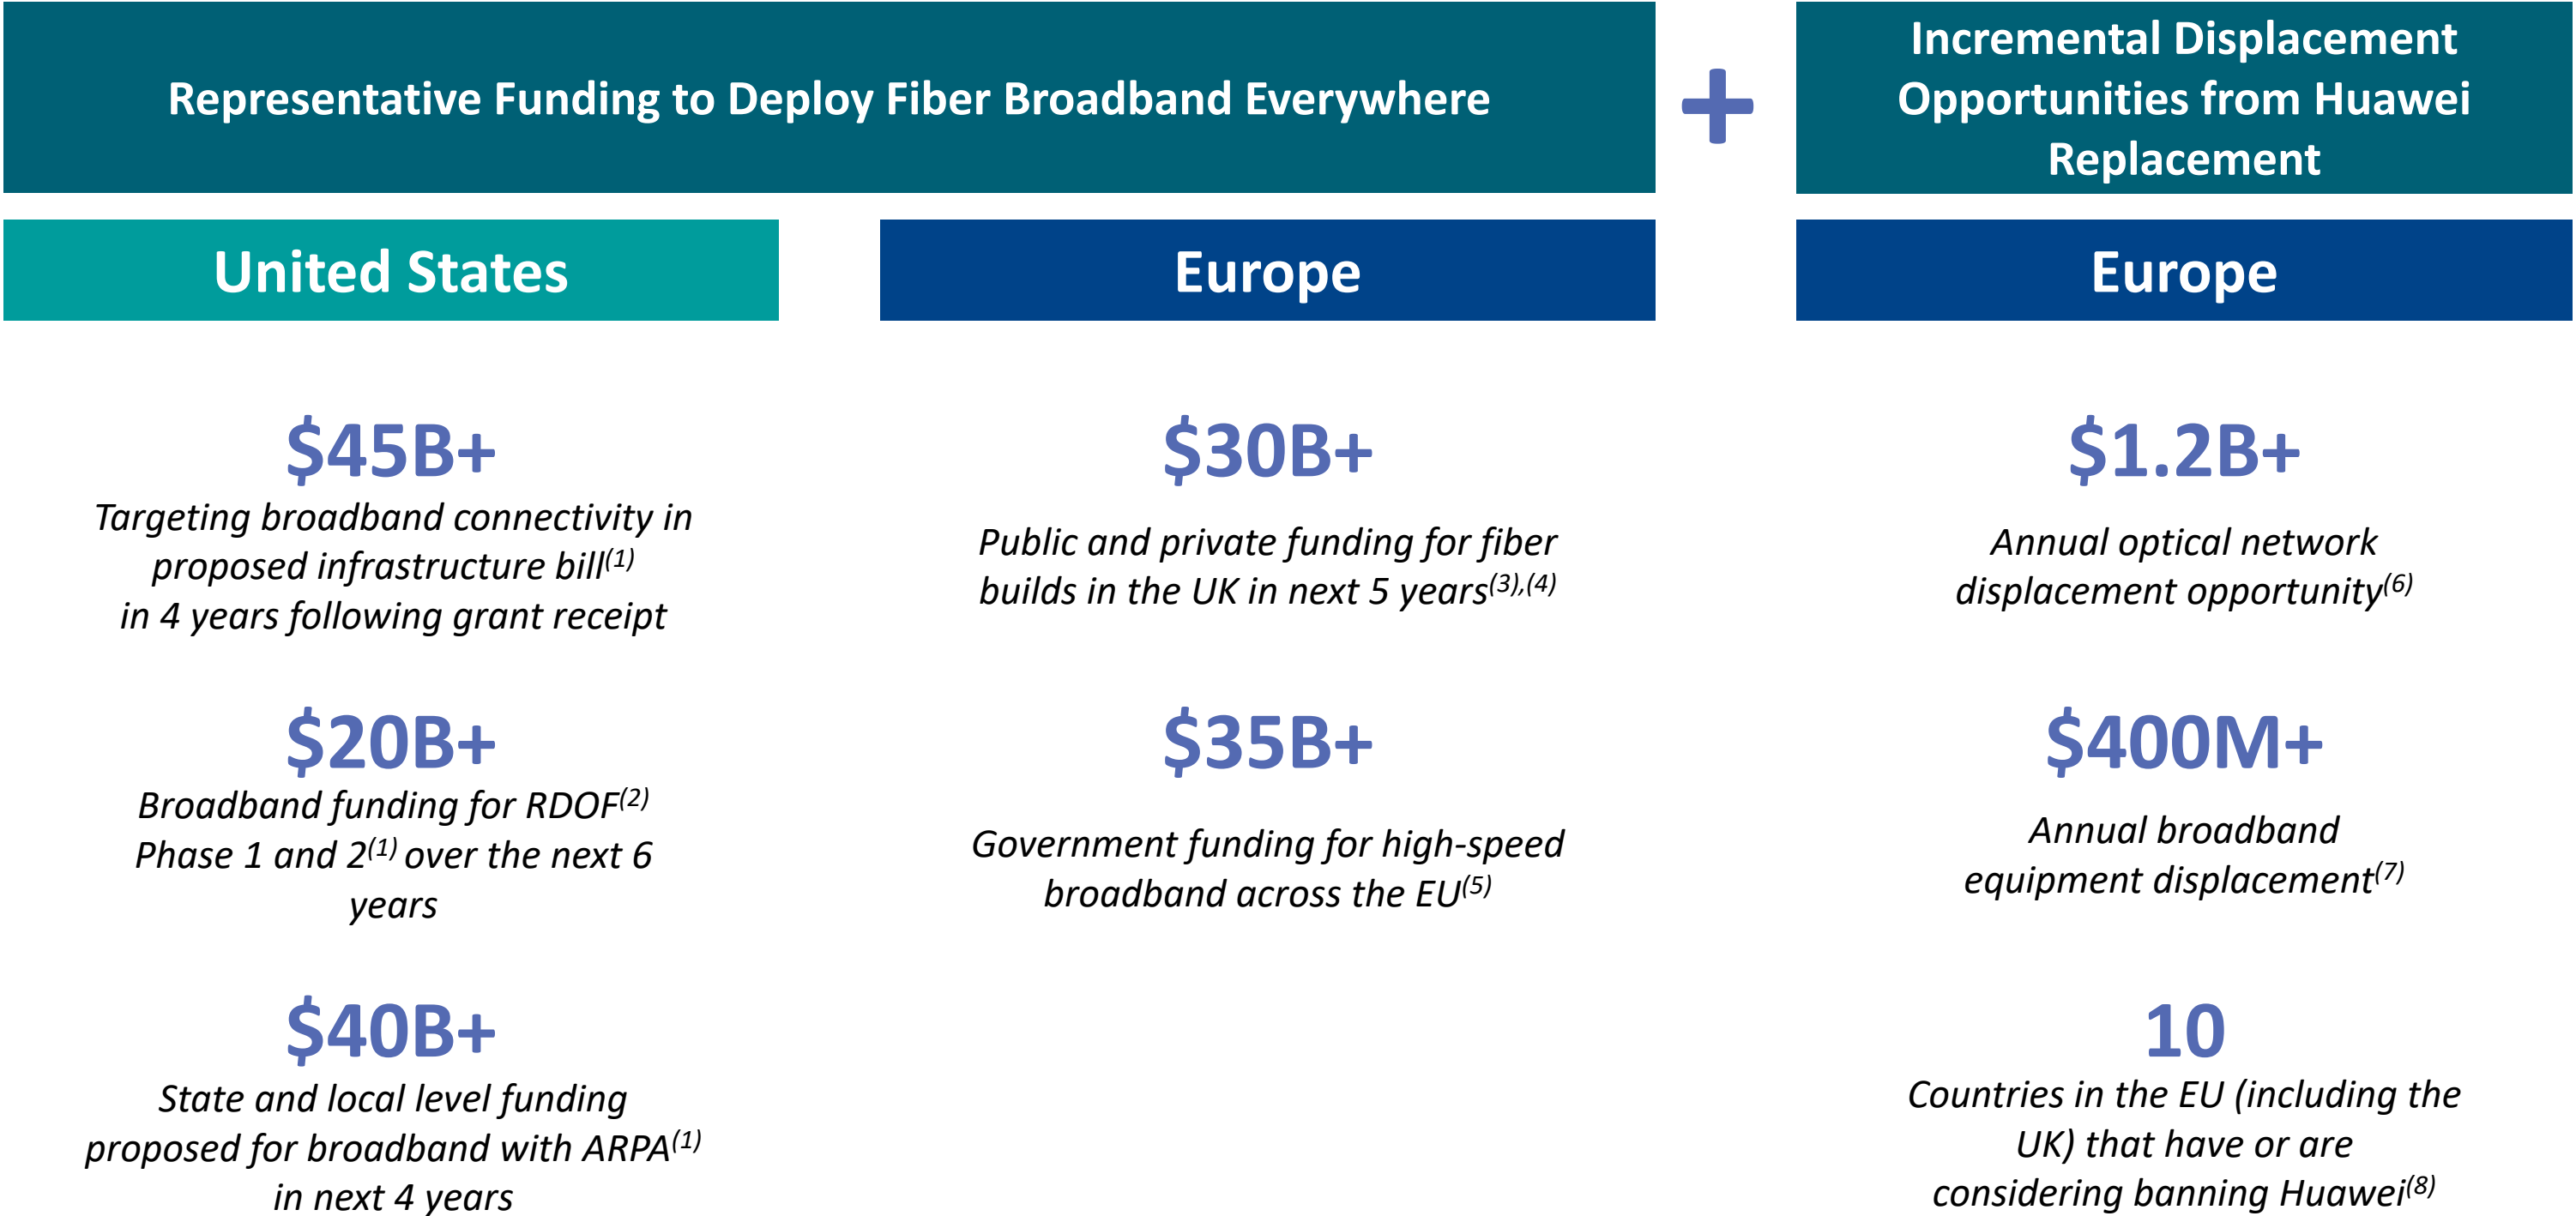 Representative Funding to Deploy Fiber Broadband Everywhere
+
Incremental Displacement
Opportunities from Huawei
Replacement
United States
$45B+
Targeting broadband connectivity in
proposed infrastructure bill(1)
in 4 years following grant receipt
$20B+
Broadband funding for RDOF(2)
Phase 1 and 2(1) over the next 6
years
$40B+
State and local level funding
proposed for broadband with ARPA(1)
in next 4 years
Europe
$30B+
Public and private funding for fiber
builds in the UK in next 5 years(3),(4)
$35B+
Government funding for high-speed
broadband across the EU(5)
Europe
$1.2B+
Annual optical network
displacement opportunity(6)
$400M+
Annual broadband
equipment displacement(7)
10
Countries in the EU (including the
UK) that have or are
considering banning Huawei(8)